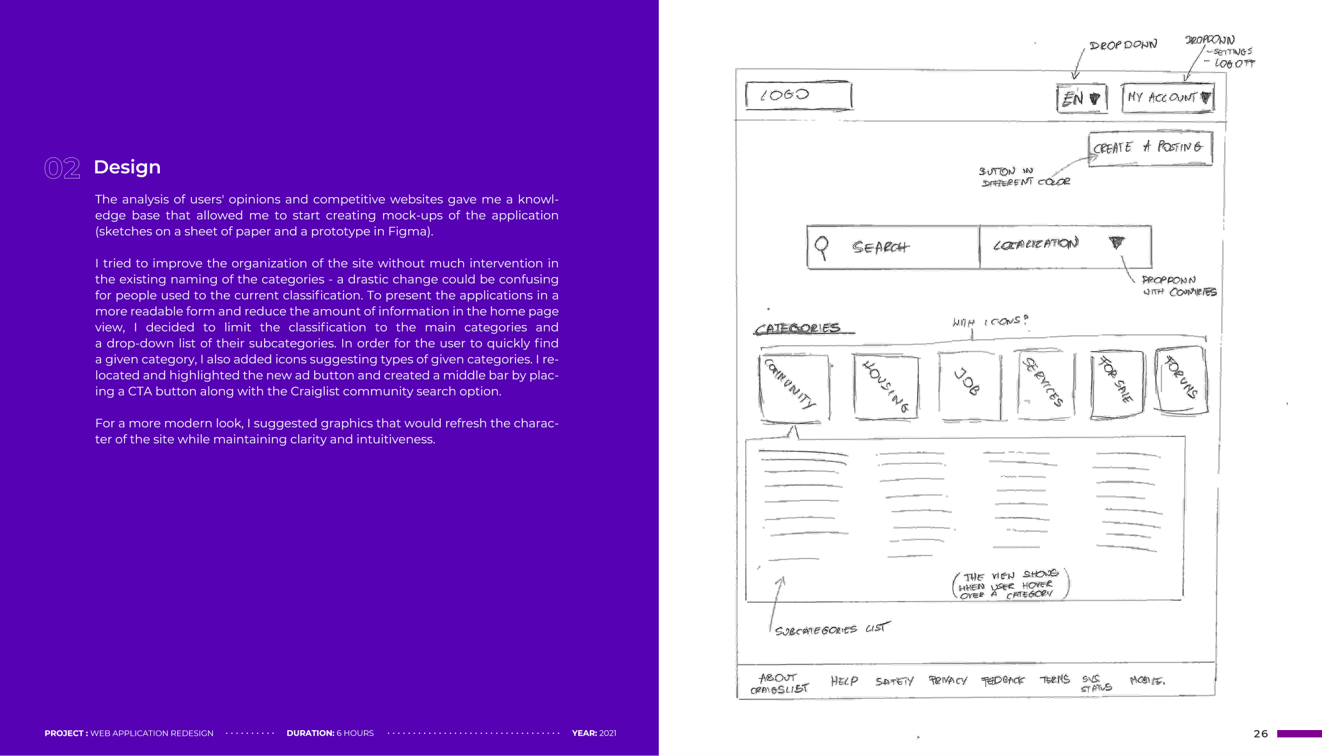 02 Design
The analysis of users' opinions and competitive websites gave me a knowl-
edge base that allowed me to start creating mock-ups of the application
(sketches on a sheet of paper and a prototype in Figma).
I tried to improve the organization of the site without much intervention in
the existing naming of the categories - a drastic change could be confusing
for people used to the current classification. To present the applications in a
more readable form and reduce the amount of information in the home page
view, I decided to limit the classification to the main categories and
a drop-down list of their subcategories. In order for the user to quickly find
a given category, I also added icons suggesting types of given categories. I re-
located and highlighted the new ad button and created a middle bar by plac-
ing a CTA button along with the Craiglist community search option.
For a more modern look, I suggested graphics that would refresh the charac-
ter of the site while maintaining clarity and intuitiveness.
PROJECT : WEB APPLICATION REDESIGN
DURATION: 6 HOURS
YEAR: 2021
DROPDOWN
DROPDOWN
- SETTINGS
- LOG OFF
LOGO
EN
MY ACCOUNT
CREATE A POSTING
BUTTON IN
DIFFERENT COLOR
SEARCH
LOCALIZATION
DROPDOWN
WITH COUNTRIES
CATEGORIES
WITH ICONS?
COMMUNITY
HOUSING
JOB
SERVICES
FOR SALE
FORUMS
(THE VIEW SHOWS
WHEN USER HOVER
OVER A CATEGORY)
SUBCATEGORIES LIST
ABOUT
CRAIGSLIST
HELP
SAFETY
PRIVACY
FEEDBACK
TERMS
STATUS
MOBILE
26